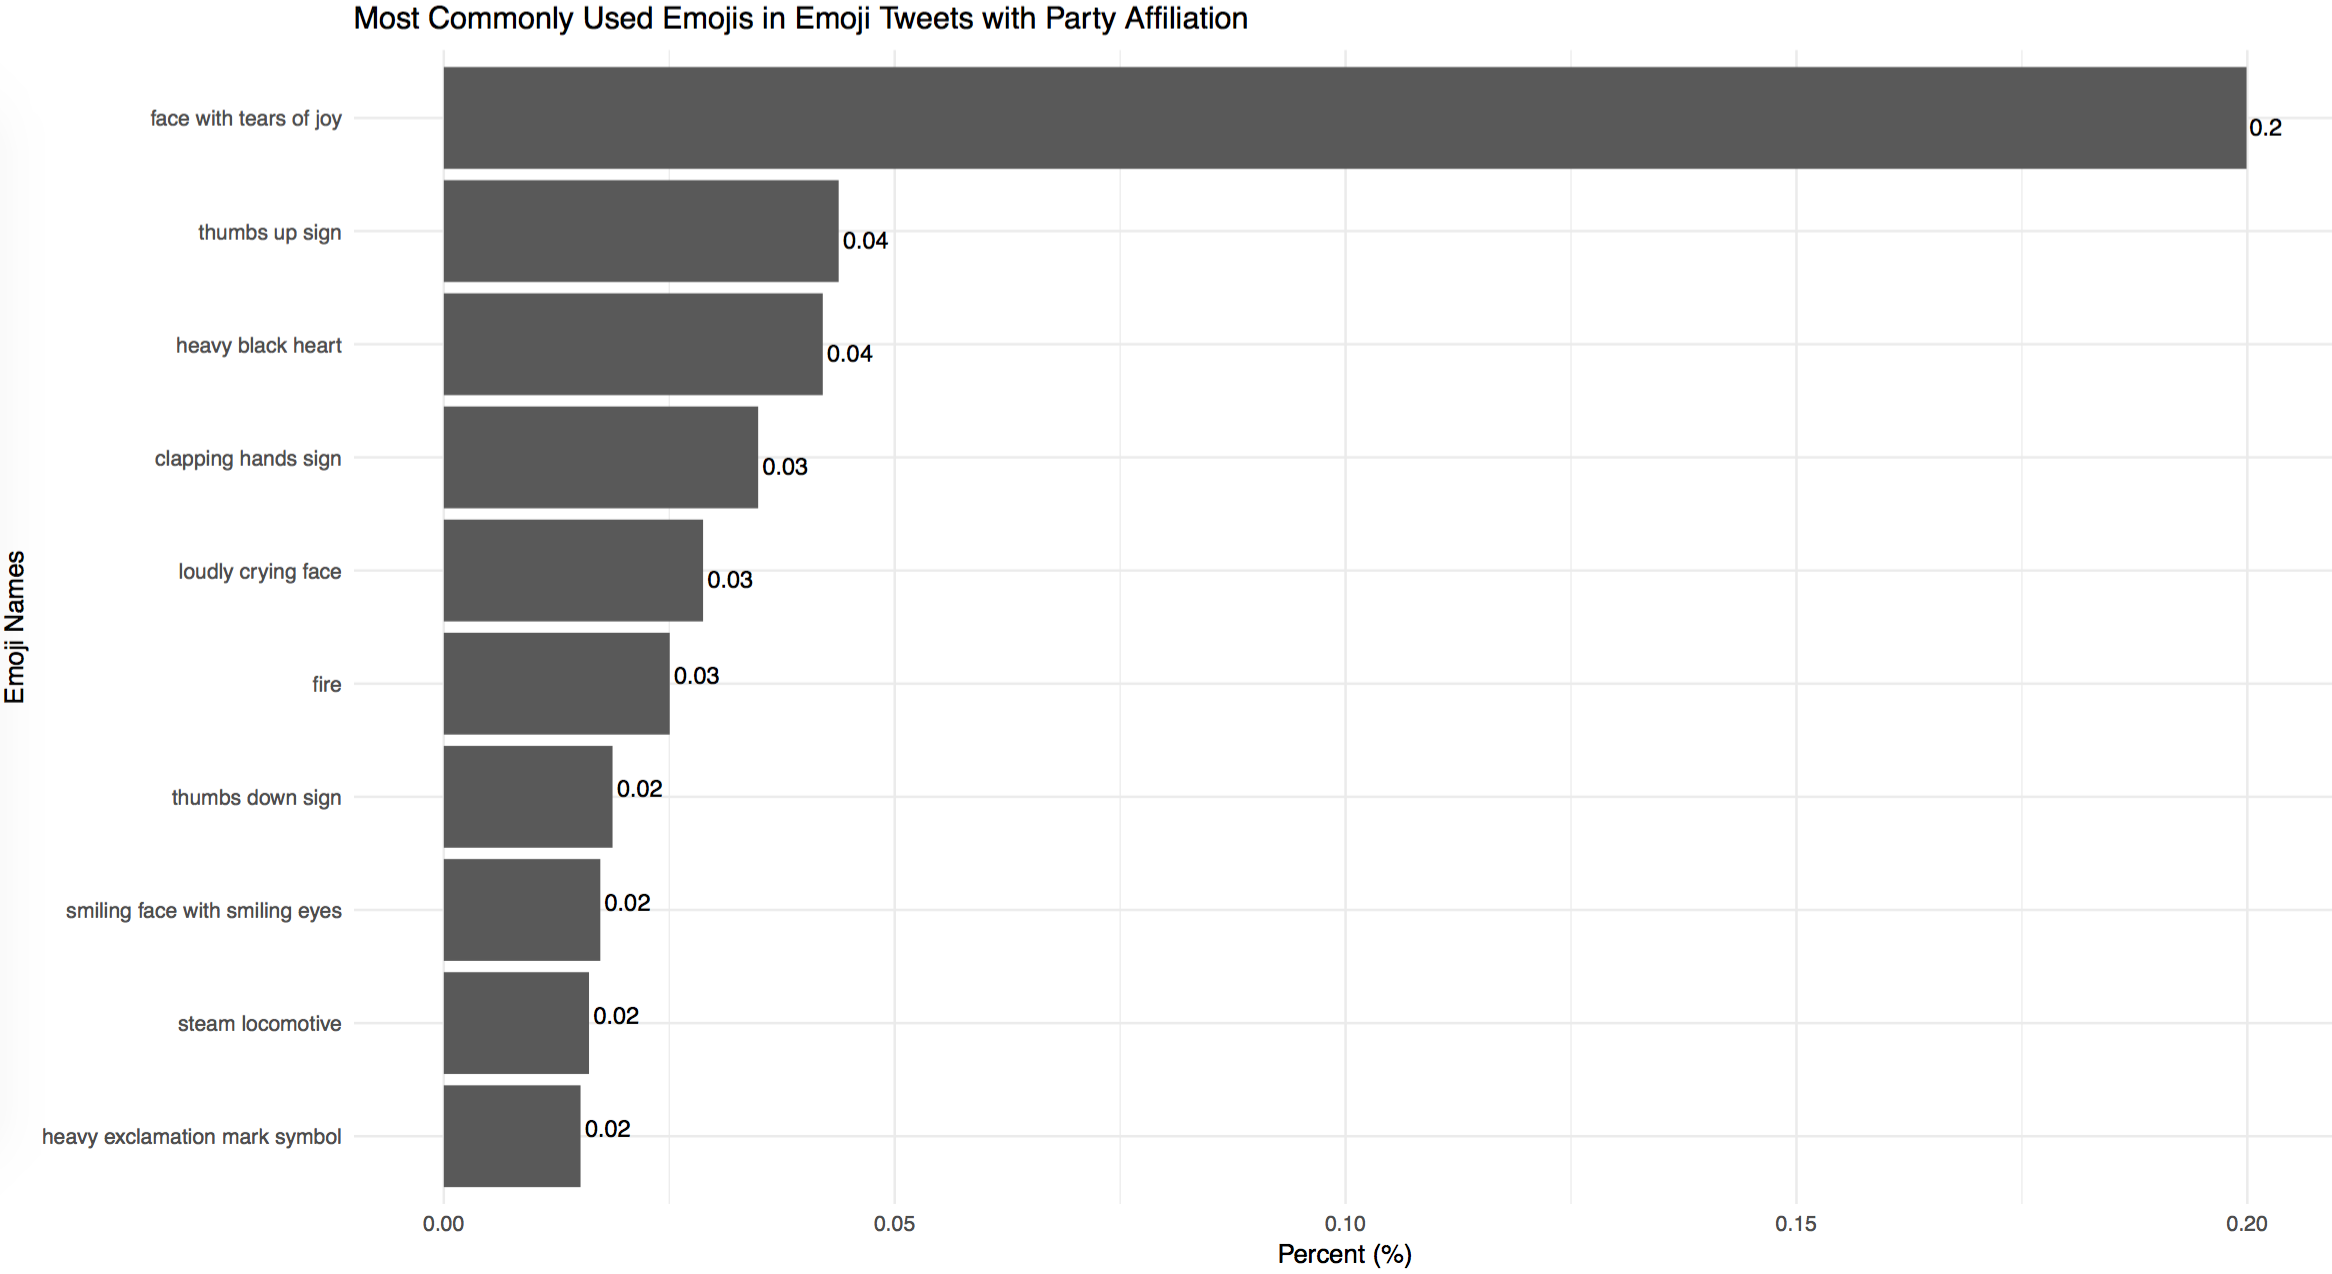 Most Commonly Used Emojis in Emoji Tweets with Party Affiliation
Emoji Names
face with tears of joy 0.2
thumbs up sign 0.04
heavy black heart 0.04
clapping hands sign 0.03
loudly crying face 0.03
fire 0.03
thumbs down sign 0.02
smiling face with smiling eyes 0.02
steam locomotive 0.02
heavy exclamation mark symbol 0.02
0.00 0.05 0.10 0.15 0.20
Percent (%)